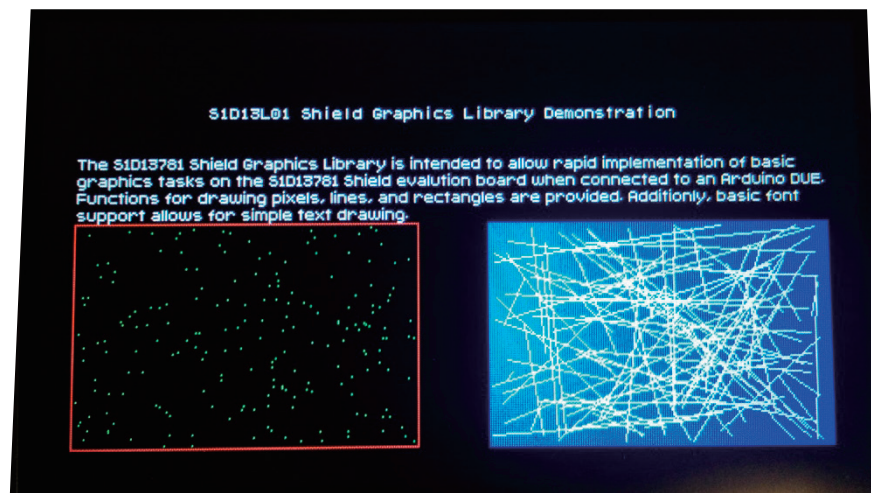 S1D13L01 Shield Graphics Library Demonstration
The S1D13781 Shield Graphics Library is intended to allow rapid implementation of basic
graphics tasks on the S1D13781 Shield evalution board when connected to an Arduino DUE.
Functions for drawing pixels, lines, and rectangles are provided. Additionly, basic font
support allows for simple text drawing.